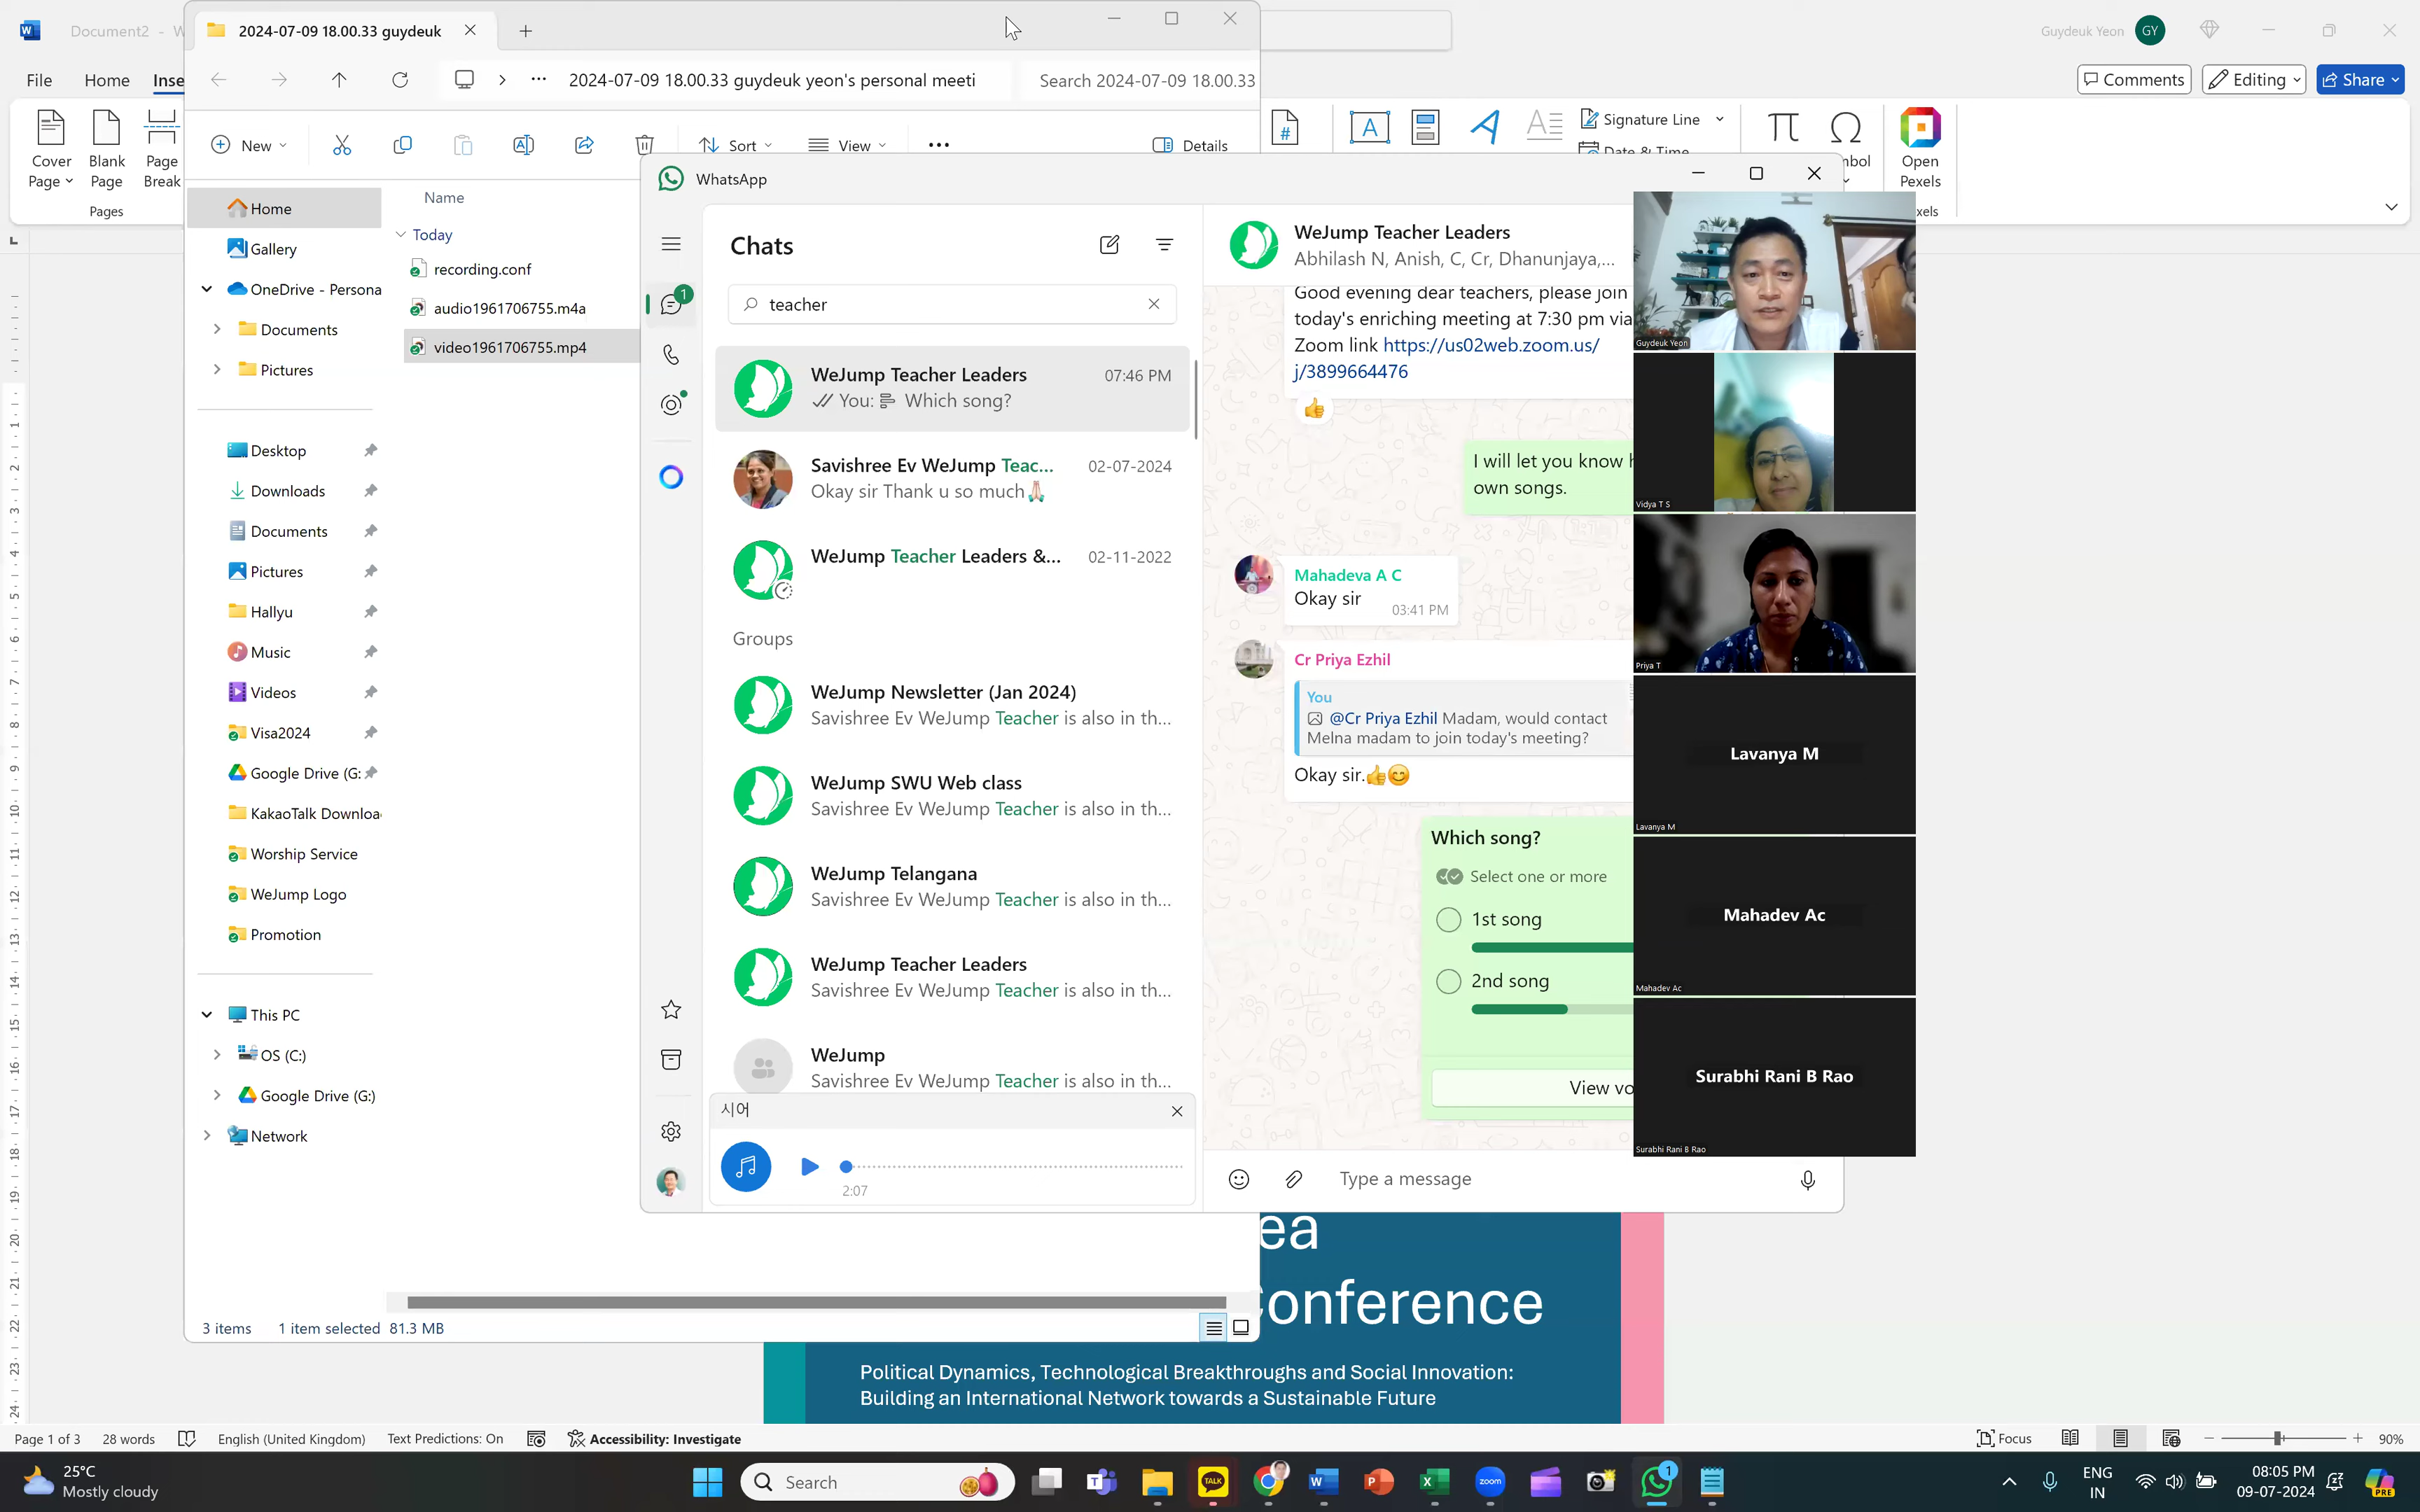 Document2 - W
Guydeuk Yeon
GY
File
Home
Inse
Comments
Editing
Share
Cover
Page
Blank
Page
Page
Break
Pages
Signature Line
Open
Pexels
2024-07-09 18.00.33 guydeuk
2024-07-09 18.00.33 guydeuk yeon's personal meeti
Search 2024-07-09 18.00.33
New
Sort
View
Details
Home
Gallery
OneDrive - Persona
Documents
Pictures
Desktop
Downloads
Documents
Pictures
Hallyu
Music
Videos
Visa2024
Google Drive (G:
KakaoTalk Downloa
Worship Service
WeJump Logo
Promotion
This PC
OS (C:)
Google Drive (G:)
Network
Name
Today
recording.conf
audio1961706755.m4a
video1961706755.mp4
3 items
1 item selected 81.3 MB
WhatsApp
1
Chats
teacher
WeJump Teacher Leaders
07:46 PM
You: Which song?
Savishree Ev WeJump Teac...
02-07-2024
Okay sir Thank u so much🙏🏻
WeJump Teacher Leaders &...
02-11-2022
Groups
WeJump Newsletter (Jan 2024)
Savishree Ev WeJump Teacher is also in th...
WeJump SWU Web class
Savishree Ev WeJump Teacher is also in th...
WeJump Telangana
Savishree Ev WeJump Teacher is also in th...
WeJump Teacher Leaders
Savishree Ev WeJump Teacher is also in th...
WeJump
Savishree Ev WeJump Teacher is also in th...
시어
2:07
WeJump Teacher Leaders
Abhilash N, Anish, C, Cr, Dhanunjaya,...
Good evening dear teachers, please join
today's enriching meeting at 7:30 pm via
Zoom link https://us02web.zoom.us/
j/3899664476
👍
I will let you know
own songs.
Mahadeva A C
Okay sir
03:41 PM
Cr Priya Ezhil
You
@Cr Priya Ezhil Madam, would contact
Melna madam to join today's meeting?
Okay sir.👍😊
Which song?
Select one or more
1st song
2nd song
View vo
Type a message
Guydeuk Yeon
Vidya T S
Priya T
Lavanya M
Lavanya M
Mahadev Ac
Mahadev Ac
Surabhi Rani B Rao
Surabhi Rani B Rao
ea
Conference
Political Dynamics, Technological Breakthroughs and Social Innovation:
Building an International Network towards a Sustainable Future
Page 1 of 3
28 words
English (United Kingdom)
Text Predictions: On
Accessibility: Investigate
Focus
90%
25°C
Mostly cloudy
Search
TALK
zoom
1
ENG
IN
08:05 PM
09-07-2024
PRE